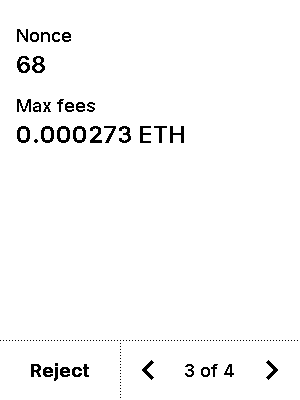 Nonce
68
Max fees
0.000273 ETH
Reject
3 of 4